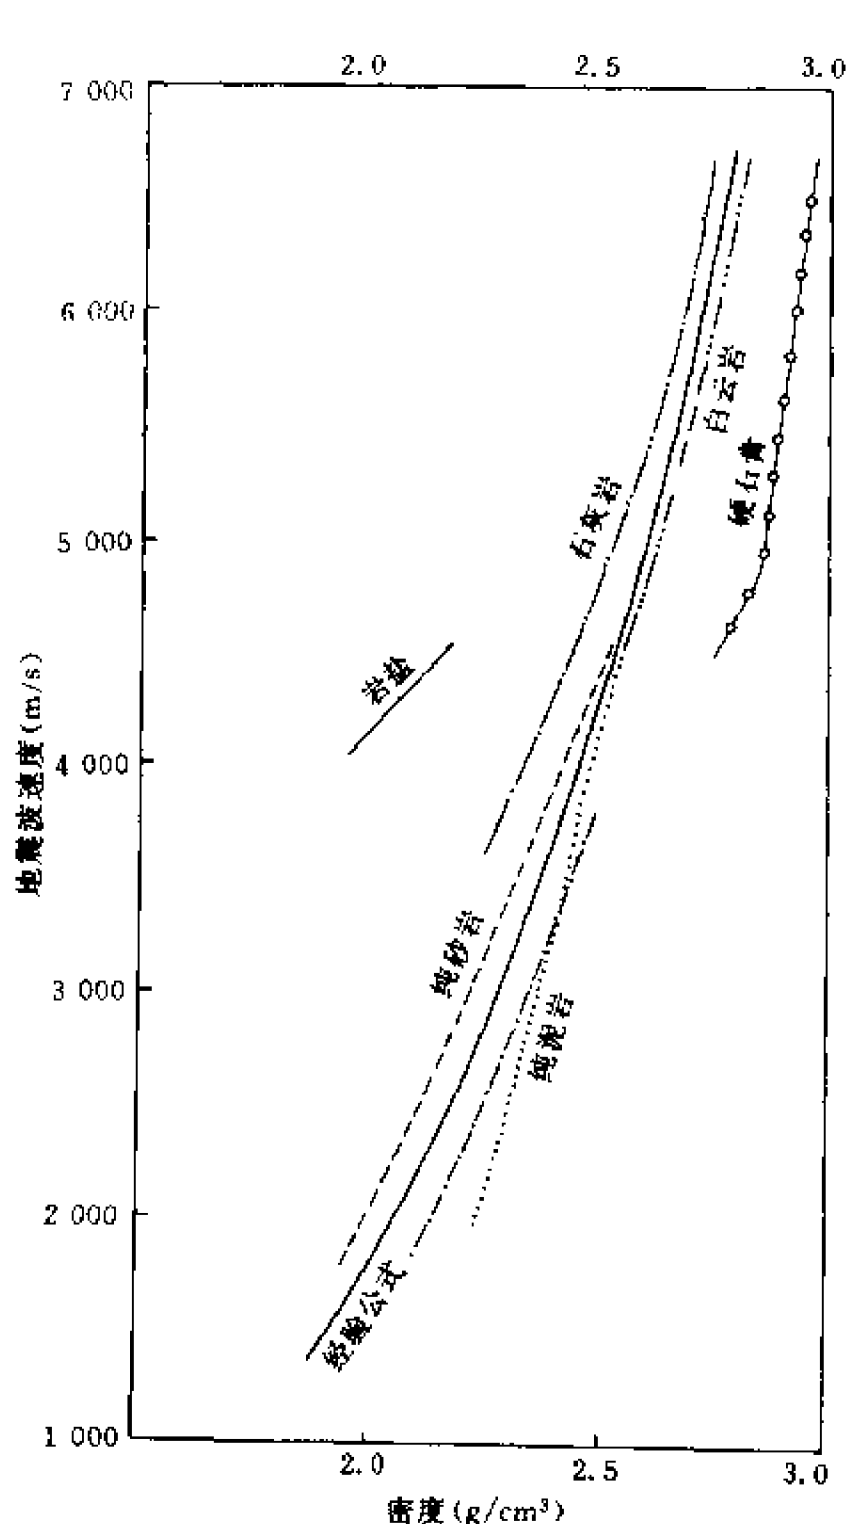 2.0 2.5 3.0
7 000
6 000
白云岩
硬石膏
石灰岩
5 000
岩盐
4 000
地震波速度(m/s)
纯砂岩
3 000
纯泥岩
2 000
经验公式
1 000
2.0 2.5 3.0
密度(g/cm³)